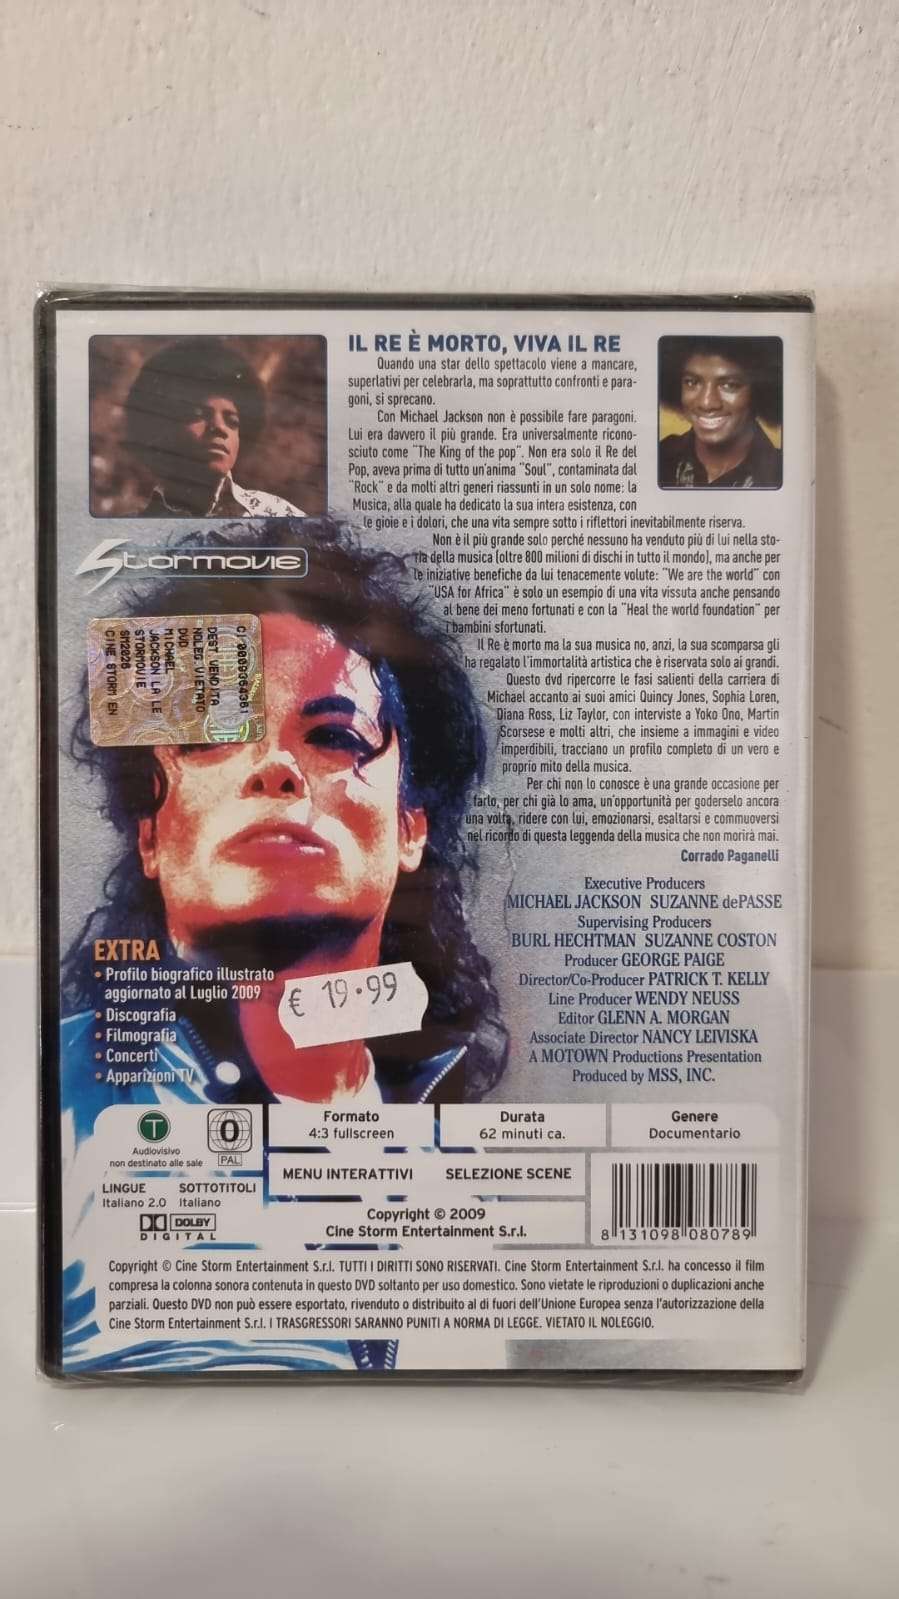 IL RE È MORTO, VIVA IL RE
Quando una star dello spettacolo viene a mancare,
superlativi per celebrarla, ma soprattutto confronti e para-
goni, si sprecano.
Con Michael Jackson non è possibile fare paragoni.
Lui era davvero il più grande. Era universalmente ricono-
sciuto come "The King of the pop". Non era solo il Re del
Pop, aveva prima di tutto un'anima "Soul", contaminata dal
"Rock" e da molti altri generi riassunti in un solo nome: la
Musica, alla quale ha dedicato la sua intera esistenza, con
le gioie e i dolori, che una vita sempre sotto i riflettori inevitabilmente riserva.
Non è il più grande solo perché nessuno ha venduto più di lui nella sto-
ria della musica (oltre 800 milioni di dischi in tutto il mondo), ma anche per
le iniziative benefiche da lui tenacemente volute: "We are the world" con
"USA for Africa" è solo un esempio di una vita vissuta anche pensando
al bene dei meno fortunati e con la "Heal the world foundation" per
i bambini sfortunati.
Il Re è morto ma la sua musica no, anzi, la sua scomparsa gli
ha regalato l'immortalità artistica che è riservata solo ai grandi.
Questo dvd ripercorre le fasi salienti della carriera di
Michael accanto ai suoi amici Quincy Jones, Sophia Loren,
Diana Ross, Liz Taylor, con interviste a Yoko Ono, Martin
Scorsese e molti altri, che insieme a immagini e video
imperdibili, tracciano un profilo completo di un vero e
proprio mito della musica.
Per chi non lo conosce è una grande occasione per
farlo, per chi già lo ama, un'opportunità per goderselo ancora
una volta, ridere con lui, emozionarsi, esaltarsi e commuoversi
nel ricordo di questa leggenda della musica che non morirà mai.
Corrado Paganelli
Stormovie
C 0009364361
DEST.VENDITA
NOLEG.VIETATO
DVD
MICHAEL
JACKSON LA LE
STORMOVIE
SM2026
CINE STORM EN
Executive Producers
MICHAEL JACKSON SUZANNE dePASSE
Supervising Producers
BURL HECHTMAN SUZANNE COSTON
Producer GEORGE PAIGE
Director/Co-Producer PATRICK T. KELLY
Line Producer WENDY NEUSS
Editor GLENN A. MORGAN
Associate Director NANCY LEIVISKA
A MOTOWN Productions Presentation
Produced by MSS, INC.
EXTRA
• Profilo biografico illustrato
aggiornato al Luglio 2009
• Discografia
• Filmografia
• Concerti
• Apparizioni TV
€ 19.99
T
Audiovisivo
non destinato alle sale
0
PAL
Formato
4:3 fullscreen
Durata
62 minuti ca.
Genere
Documentario
LINGUE
Italiano 2.0
SOTTOTITOLI
Italiano
DOLBY
DIGITAL
MENU INTERATTIVI SELEZIONE SCENE
Copyright © 2009
Cine Storm Entertainment S.r.l.
8 131098 080789
Copyright © Cine Storm Entertainment S.r.l. TUTTI I DIRITTI SONO RISERVATI. Cine Storm Entertainment S.r.l. ha concesso il film
compresa la colonna sonora contenuta in questo DVD soltanto per uso domestico. Sono vietate le riproduzioni o duplicazioni anche
parziali. Questo DVD non può essere esportato, rivenduto o distribuito al di fuori dell'Unione Europea senza l'autorizzazione della
Cine Storm Entertainment S.r.l. I TRASGRESSORI SARANNO PUNITI A NORMA DI LEGGE. VIETATO IL NOLEGGIO.